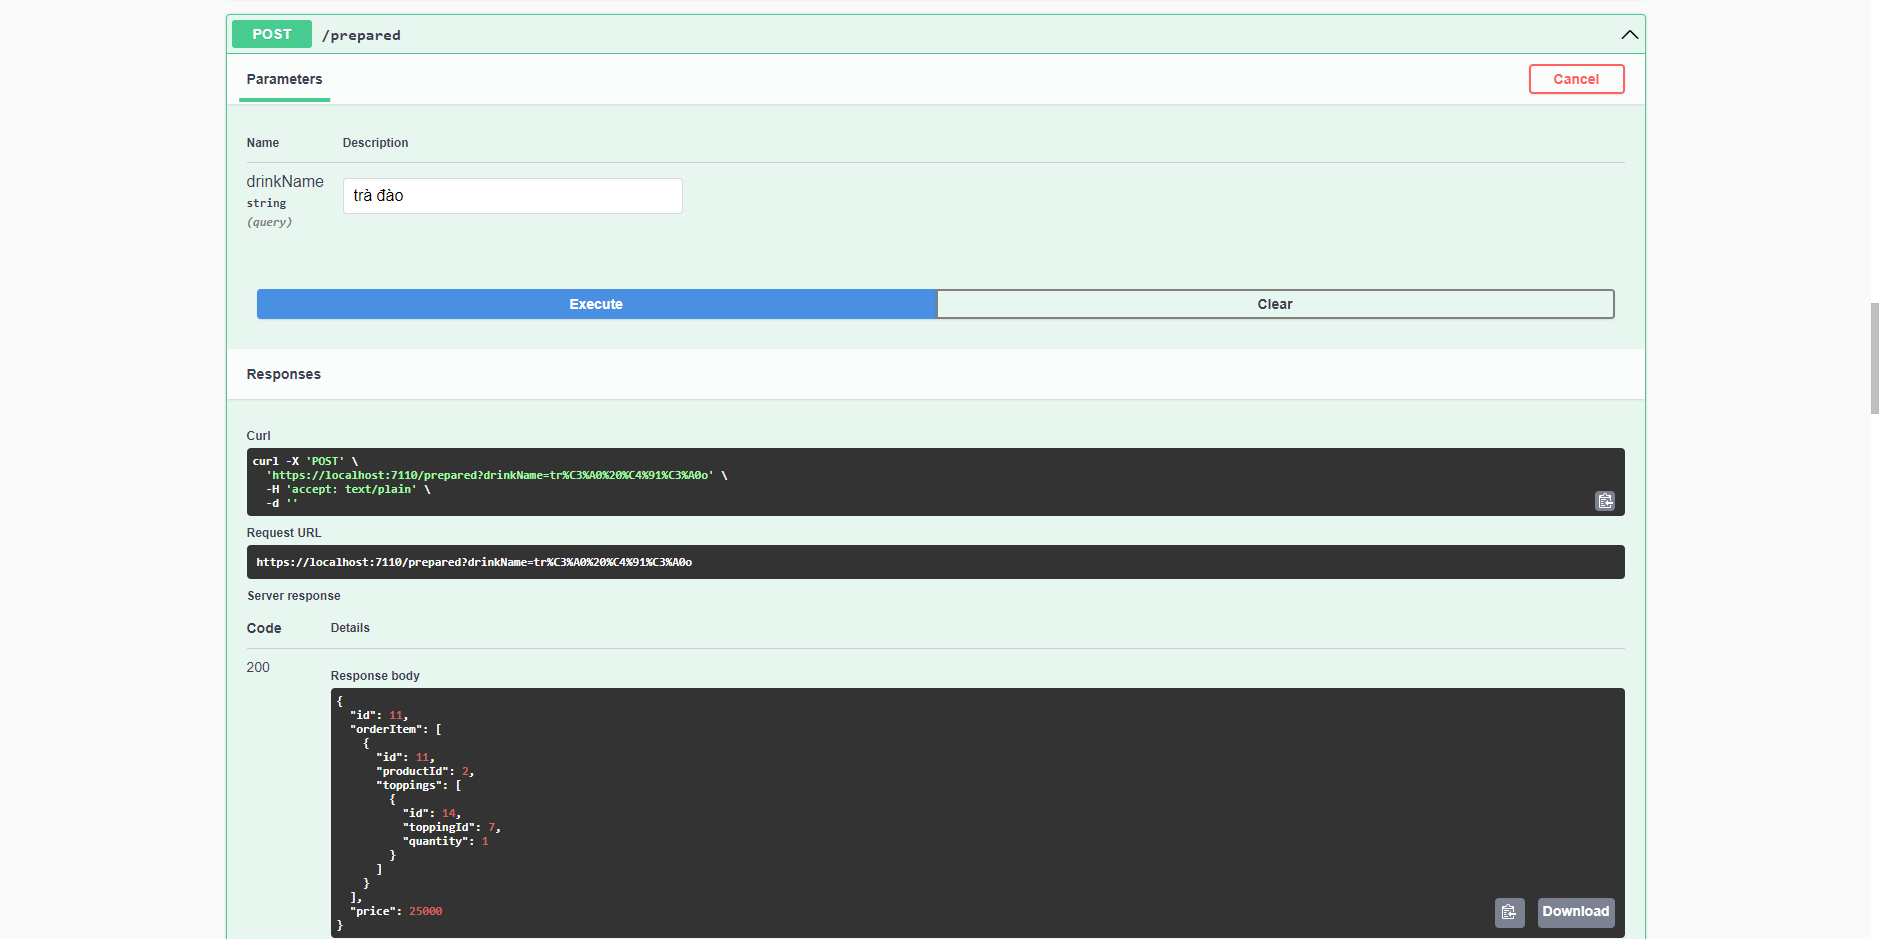 POST /prepared
Parameters
Cancel
Name Description
drinkName
string
(query)
trà đào
Execute
Clear
Responses
Curl
curl -X 'POST' \
  'https://localhost:7110/prepared?drinkName=tr%C3%A0%20%C4%91%C3%A0o' \
  -H 'accept: text/plain' \
  -d ''
Request URL
https://localhost:7110/prepared?drinkName=tr%C3%A0%20%C4%91%C3%A0o
Server response
Code Details
200
Response body
{
  "id": 11,
  "orderItem": [
    {
      "id": 11,
      "productId": 2,
      "toppings": [
        {
          "id": 14,
          "toppingId": 7,
          "quantity": 1
        }
      ]
    }
  ],
  "price": 25000
}
Download